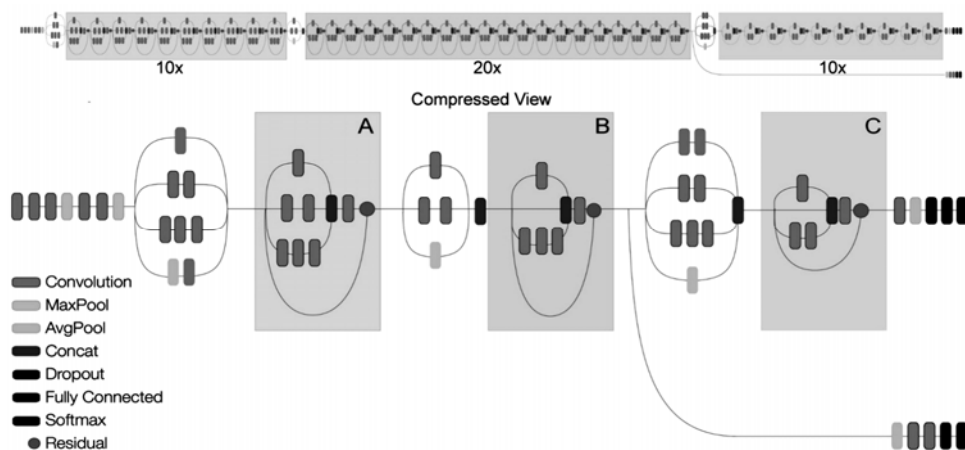 10x
20x
10x
Compressed View
A
B
C
Convolution
MaxPool
AvgPool
Concat
Dropout
Fully Connected
Softmax
Residual